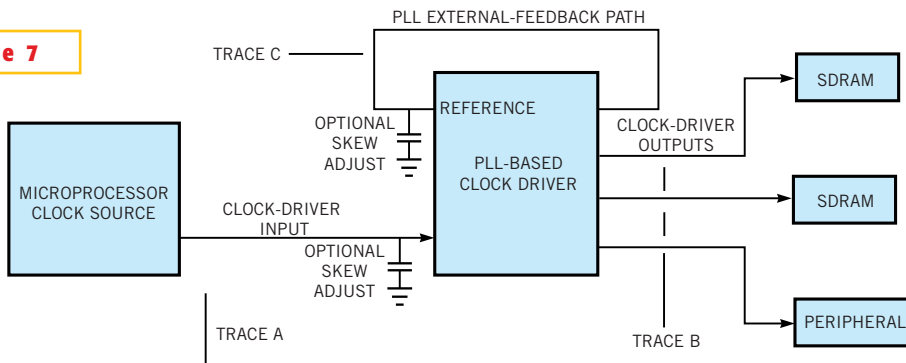 e 7
PLL EXTERNAL-FEEDBACK PATH
TRACE C
REFERENCE
OPTIONAL
SKEW
ADJUST
PLL-BASED
CLOCK DRIVER
CLOCK-DRIVER
OUTPUTS
SDRAM
MICROPROCESSOR
CLOCK SOURCE
CLOCK-DRIVER
INPUT
OPTIONAL
SKEW
ADJUST
SDRAM
TRACE A
TRACE B
PERIPHERAL